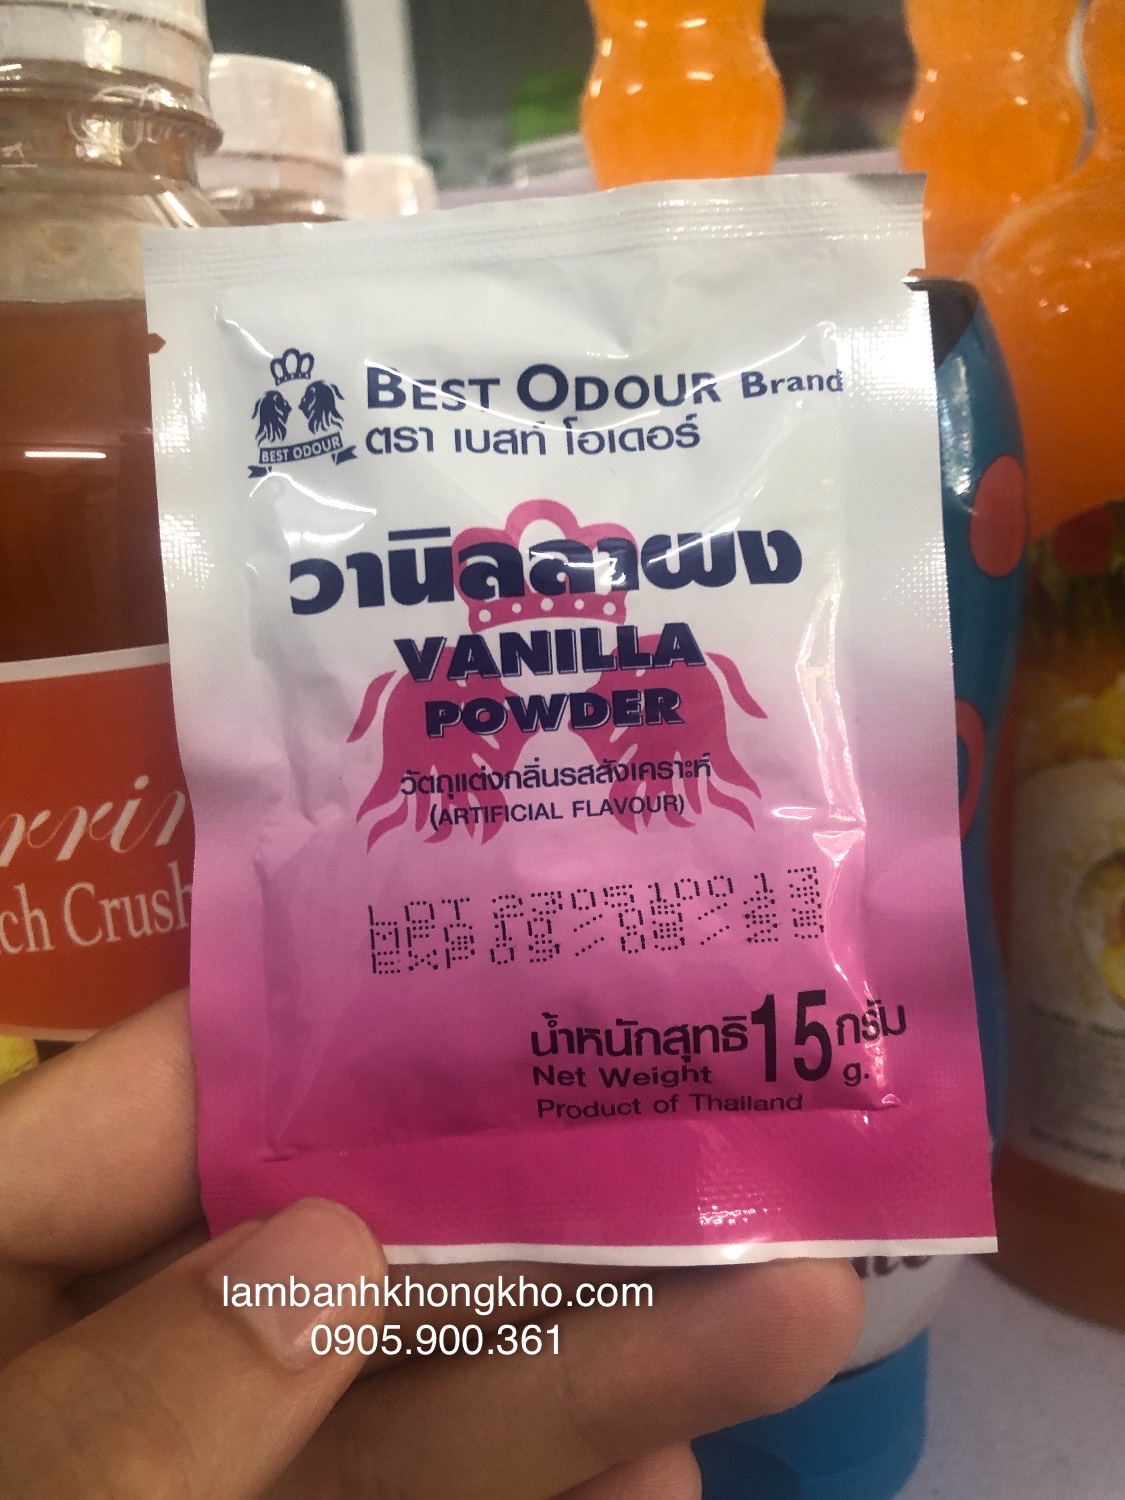 BEST ODOUR Brand
ตรา เบสท์ โอเดอร์
BEST ODOUR
วานิลลาผง
VANILLA
POWDER
วัตถุแต่งกลิ่นรสสังเคราะห์
(ARTIFICIAL FLAVOUR)
LOT
MFD
EXP
น้ำหนักสุทธิ 15 กรัม
Net Weight g.
Product of Thailand
ch Crush
lambanhkhongkho.com
0905.900.361